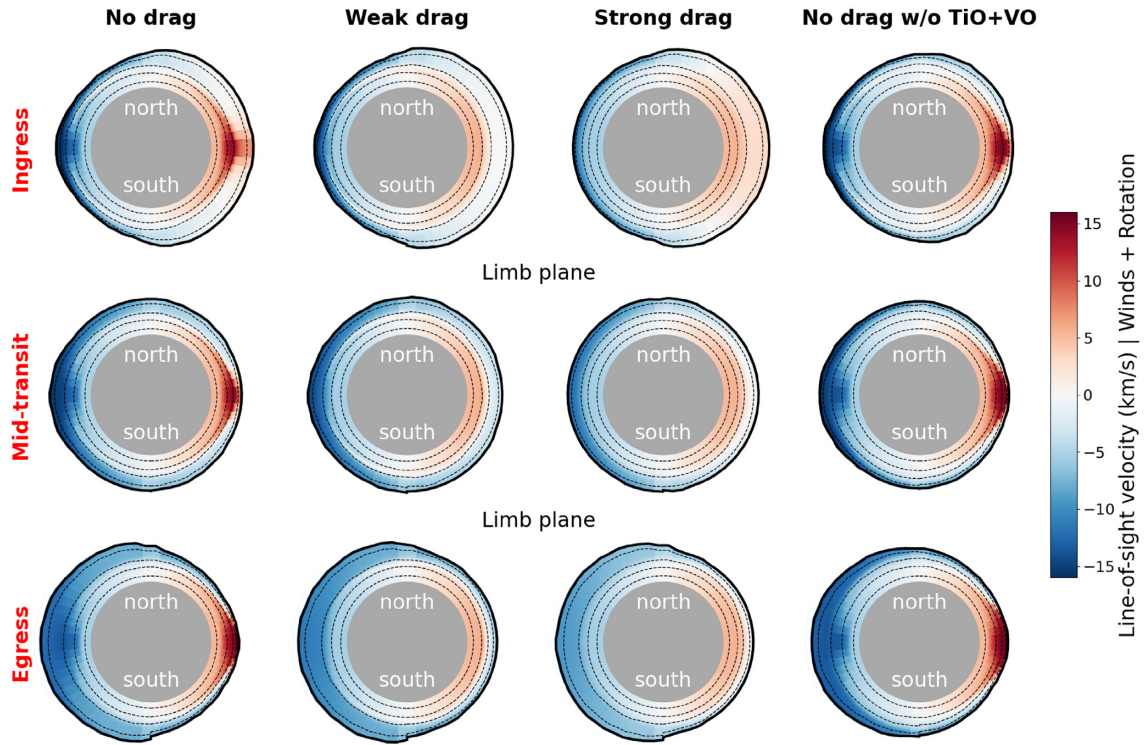 No drag Weak drag Strong drag No drag w/o TiO+VO
Ingress
north north north north
south south south south
Limb plane
Mid-transit
north north north north
south south south south
Limb plane
Egress
north north north north
south south south south
15
10
5
0
−5
−10
−15
Line-of-sight velocity (km/s) | Winds + Rotation